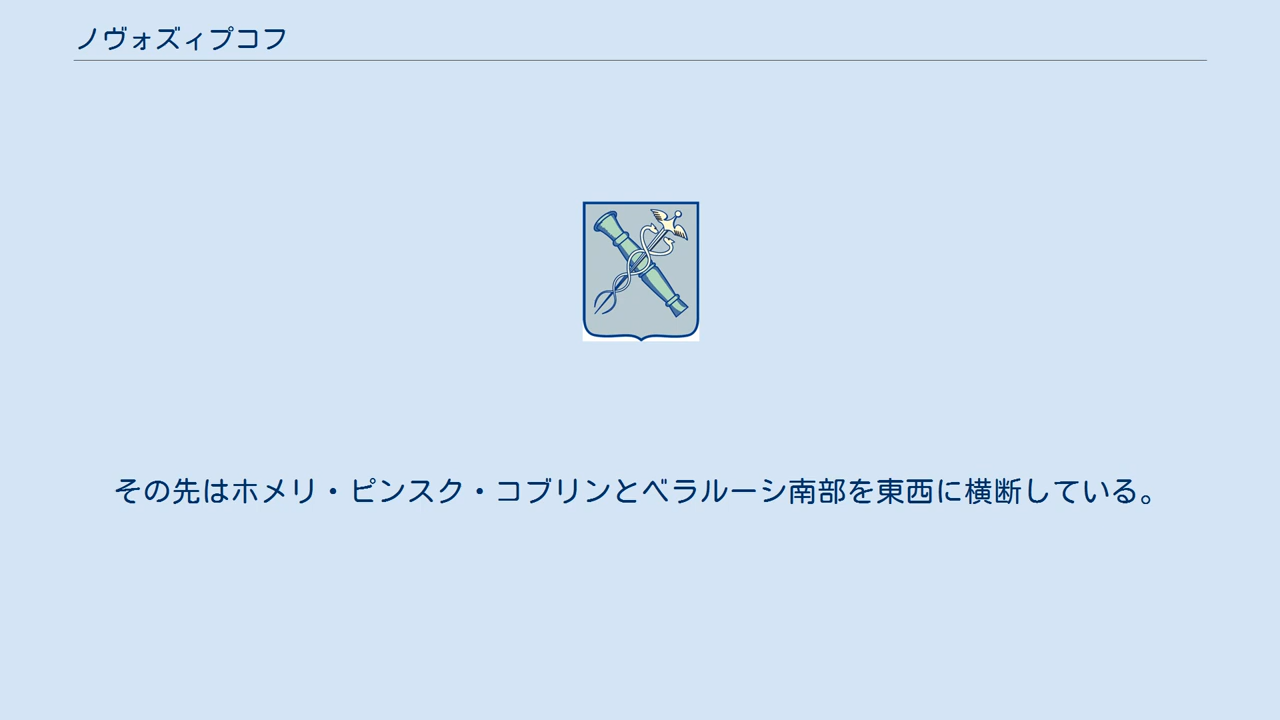 ノヴォズィプコフ
その先はホメリ・ピンスク・コブリンとベラルーシ南部を東西に横断している。